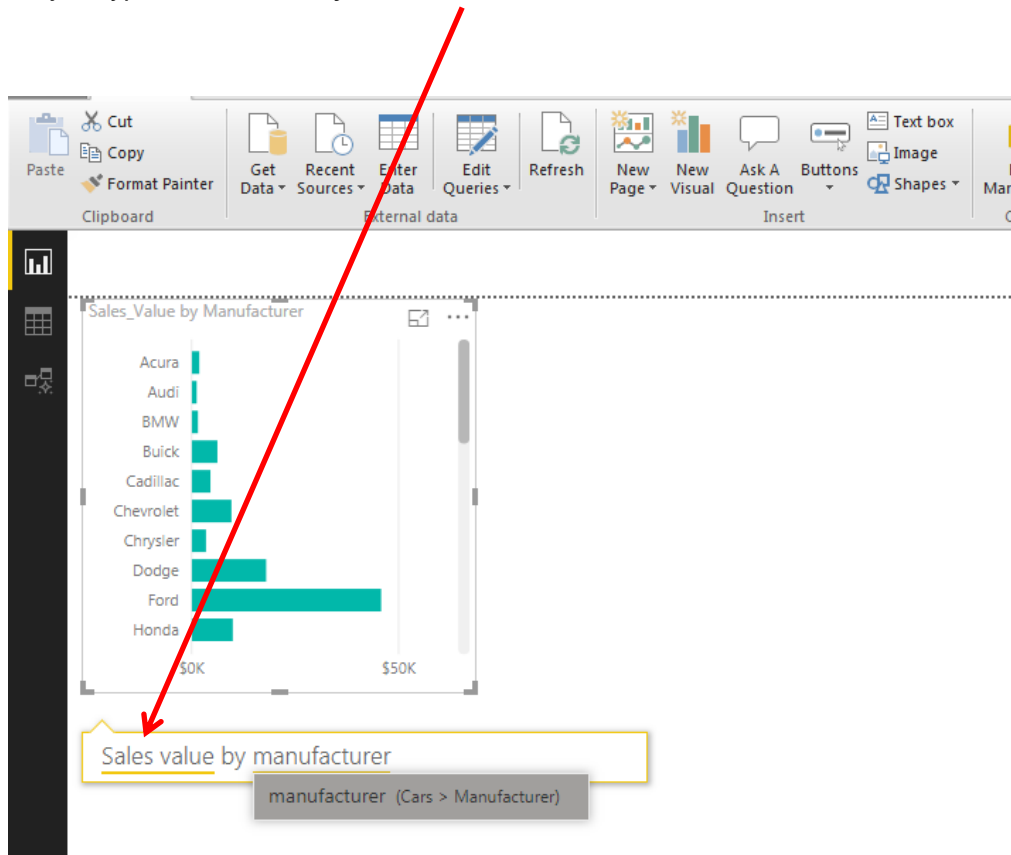 Cut
Copy
Format Painter
Paste
Clipboard
Get Data
Recent Sources
Enter Data
Edit Queries
External data
Refresh
New Page
New Visual
Ask A Question
Buttons
Text box
Image
Shapes
Insert
Sales_Value by Manufacturer
Acura
Audi
BMW
Buick
Cadillac
Chevrolet
Chrysler
Dodge
Ford
Honda
$0K $50K
Sales value by manufacturer
manufacturer (Cars > Manufacturer)